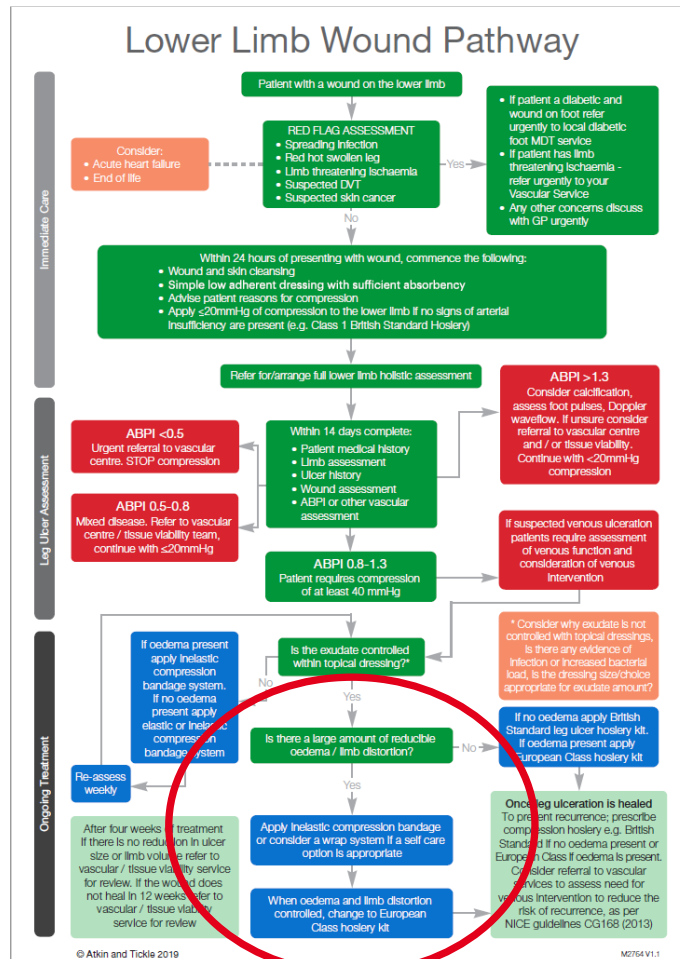 Lower Limb Wound Pathway
Immediate Care
Patient with a wound on the lower limb
RED FLAG ASSESSMENT
• Spreading Infection
• Red hot swollen leg
• Limb threatening Ischaemia
• Suspected DVT
• Suspected skin cancer
Consider:
• Acute heart failure
• End of life
Yes
• If patient a diabetic and
wound on foot refer
urgently to local diabetic
foot MDT service
• If patient has limb
threatening Ischaemia -
refer urgently to your
Vascular Service
• Any other concerns discuss
with GP urgently
No
Within 24 hours of presenting with wound, commence the following:
• Wound and skin cleansing
• Simple low adherent dressing with sufficient absorbency
• Advise patient reasons for compression
• Apply ≤20mmHg of compression to the lower limb if no signs of arterial
Insufficiency are present (e.g. Class 1 British Standard Hosiery)
Refer for/arrange full lower limb holistic assessment
Leg Ulcer Assessment
ABPI <0.5
Urgent referral to vascular
centre. STOP compression
ABPI 0.5-0.8
Mixed disease. Refer to vascular
centre / tissue viability team,
continue with ≤20mmHg
Within 14 days complete:
• Patient medical history
• Limb assessment
• Ulcer history
• Wound assessment
• ABPI or other vascular
assessment
ABPI >1.3
Consider calcification,
assess foot pulses, Doppler
waveflow. If unsure consider
referral to vascular centre
and / or tissue viability.
Continue with <20mmHg
compression
ABPI 0.8-1.3
Patient requires compression
of at least 40 mmHg
If suspected venous ulceration
patients require assessment
of venous function and
consideration of venous
Intervention
Ongoing Treatment
Is the exudate controlled
within topical dressing?*
No
Yes
If oedema present
apply Inelastic
compression
bandage system.
If no oedema
present apply
elastic or Inelastic
compression
bandage system
Re-assess
weekly
* Consider why exudate is not
controlled with topical dressings,
Is there any evidence of
Infection or increased bacterial
load, Is the dressing size/choice
appropriate for exudate amount?
Is there a large amount of reducible
oedema / limb distortion?
No
Yes
If no oedema apply British
Standard leg ulcer hosiery kit.
If oedema present apply
European Class hosiery kit
Apply Inelastic compression bandage
or consider a wrap system if a self care
option is appropriate
When oedema and limb distortion
controlled, change to European
Class hosiery kit
After four weeks of treatment
If there is no reduction in ulcer
size or limb volume refer to
vascular / tissue viability service
for review. If the wound does
not heal in 12 weeks refer to
vascular / tissue viability
service for review
Once leg ulceration is healed
To prevent recurrence; prescribe
compression hosiery e.g. British
Standard if no oedema present or
European Class if oedema is present.
Consider referral to vascular
services to assess need for
venous intervention to reduce the
risk of recurrence, as per
NICE guidelines CG168 (2013)
© Atkin and Tickle 2019
M2764 V1.1